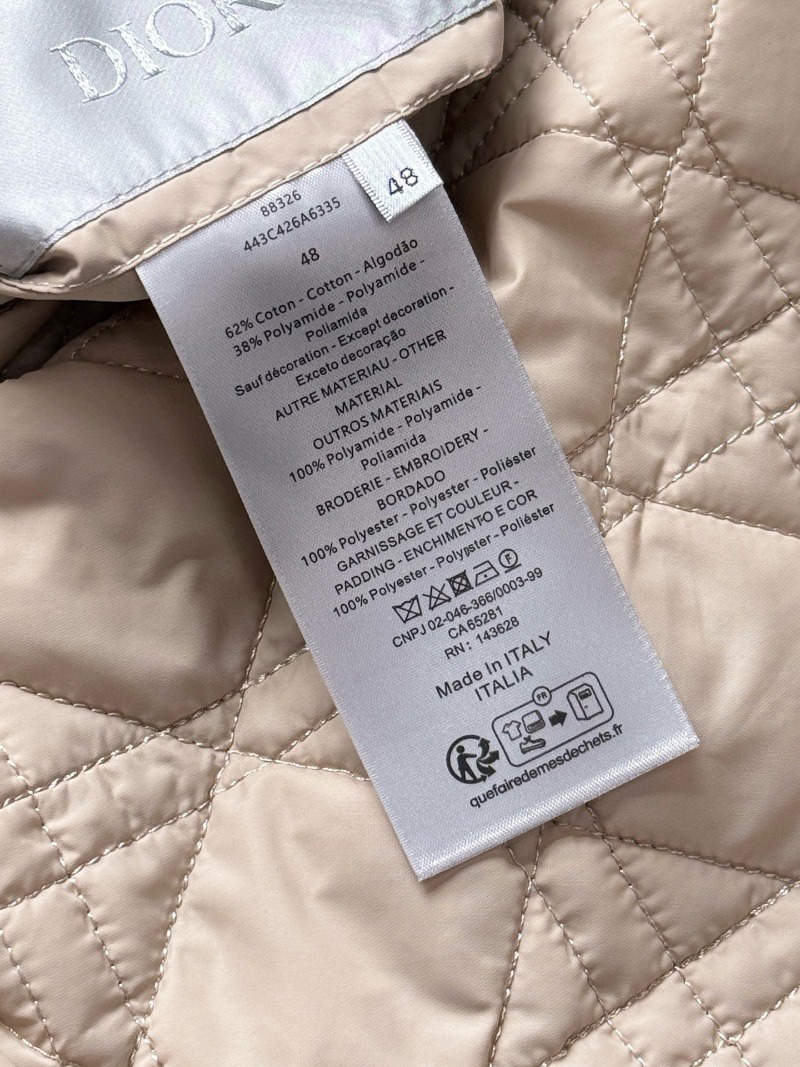 DIOR
48
88326
443C426A6335
48
62% Coton - Cotton - Algodão
38% Polyamide - Polyamide -
Poliamida
Sauf décoration - Except decoration -
Exceto decoração
AUTRE MATERIAU - OTHER
MATERIAL
OUTROS MATERIAIS
100% Polyamide - Polyamide -
Poliamida
BRODERIE - EMBROIDERY -
BORDADO
100% Polyester - Polyester - Poliéster
GARNISSAGE ET COULEUR -
PADDING - ENCHIMENTO E COR
100% Polyester - Polypster - Poliéster
F
CNPJ 02-046-366/0003-99
CA 65281
RN: 143628
Made In ITALY
ITALIA
FR
quefairedemesdechets.fr